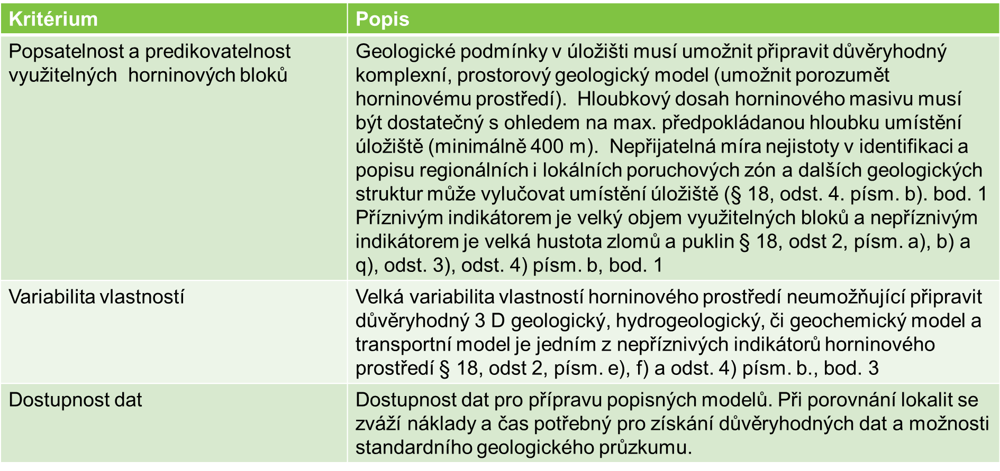 Kritérium
Popis
Popsatelnost a predikovatelnost
využitelných  horninových bloků
Geologické podmínky v úložišti musí umožnit připravit důvěryhodný
komplexní, prostorový geologický model (umožnit porozumět
horninovému prostředí).  Hloubkový dosah horninového masivu musí
být dostatečný s ohledem na max. předpokládanou hloubku umístění
úložiště (minimálně 400 m).  Nepřijatelná míra nejistoty v identifikaci a
popisu regionálních i lokálních poruchových zón a dalších geologických
struktur může vylučovat umístění úložiště (§ 18, odst. 4. písm. b). bod. 1
Příznivým indikátorem je velký objem využitelných bloků a nepříznivým
indikátorem je velká hustota zlomů a puklin § 18, odst 2, písm. a), b) a
q), odst. 3), odst. 4) písm. b, bod. 1
Variabilita vlastností
Velká variabilita vlastností horninového prostředí neumožňující připravit
důvěryhodný 3 D geologický, hydrogeologický, či geochemický model a
transportní model je jedním z nepříznivých indikátorů horninového
prostředí § 18, odst 2, písm. e), f) a odst. 4) písm. b., bod. 3
Dostupnost dat
Dostupnost dat pro přípravu popisných modelů. Při porovnání lokalit se
zváží náklady a čas potřebný pro získání důvěryhodných dat a možnosti
standardního geologického průzkumu.